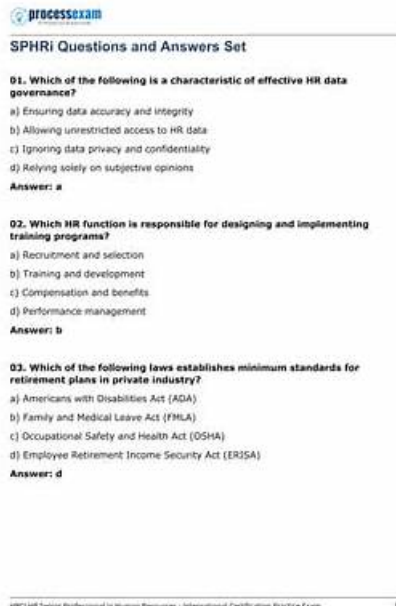 processexam
SPHRi Questions and Answers Set
01. Which of the following is a characteristic of effective HR data
governance?
a) Ensuring data accuracy and integrity
b) Allowing unrestricted access to HR data
c) Ignoring data privacy and confidentiality
d) Relying solely on subjective opinions
Answer: a
02. Which HR function is responsible for designing and implementing
training programs?
a) Recruitment and selection
b) Training and development
c) Compensation and benefits
d) Performance management
Answer: b
03. Which of the following laws establishes minimum standards for
retirement plans in private industry?
a) Americans with Disabilities Act (ADA)
b) Family and Medical Leave Act (FMLA)
c) Occupational Safety and Health Act (OSHA)
d) Employee Retirement Income Security Act (ERISA)
Answer: d